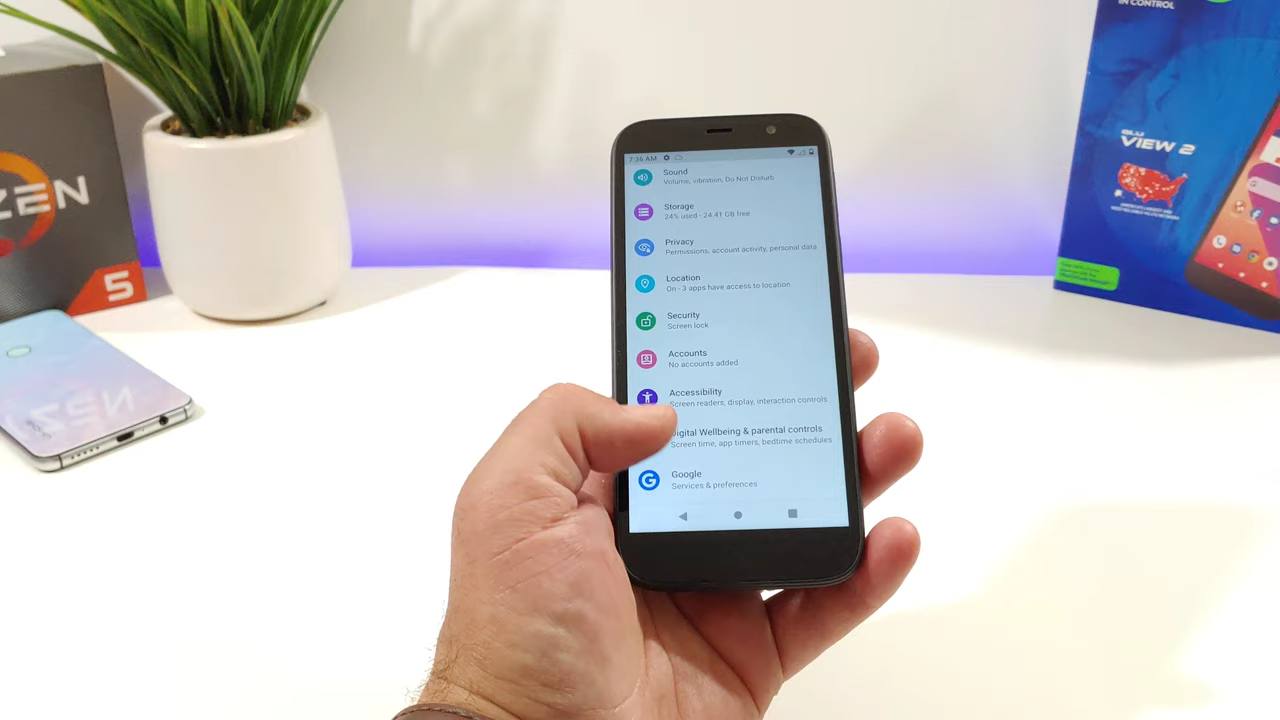 IN CONTROL
ZEN
5
BLU
VIEW 2
7:36 AM
Sound
Volume, vibration, Do Not Disturb
Storage
24% used - 24.41 GB free
Privacy
Permissions, account activity, personal data
Location
On - 3 apps have access to location
Security
Screen lock
Accounts
No accounts added
Accessibility
Screen readers, display, interaction controls
Digital Wellbeing & parental controls
Screen time, app timers, bedtime schedules
Google
Services & preferences